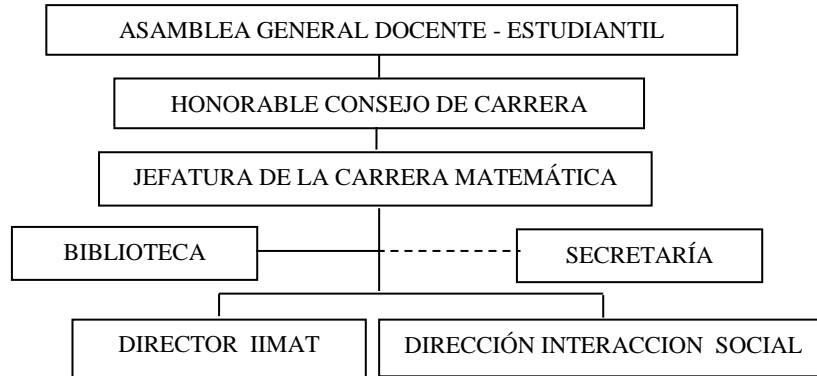 ASAMBLEA GENERAL DOCENTE - ESTUDIANTIL
HONORABLE CONSEJO DE CARRERA
JEFATURA DE LA CARRERA MATEMÁTICA
BIBLIOTECA
SECRETARÍA
DIRECTOR IIMAT
DIRECCIÓN INTERACCION SOCIAL